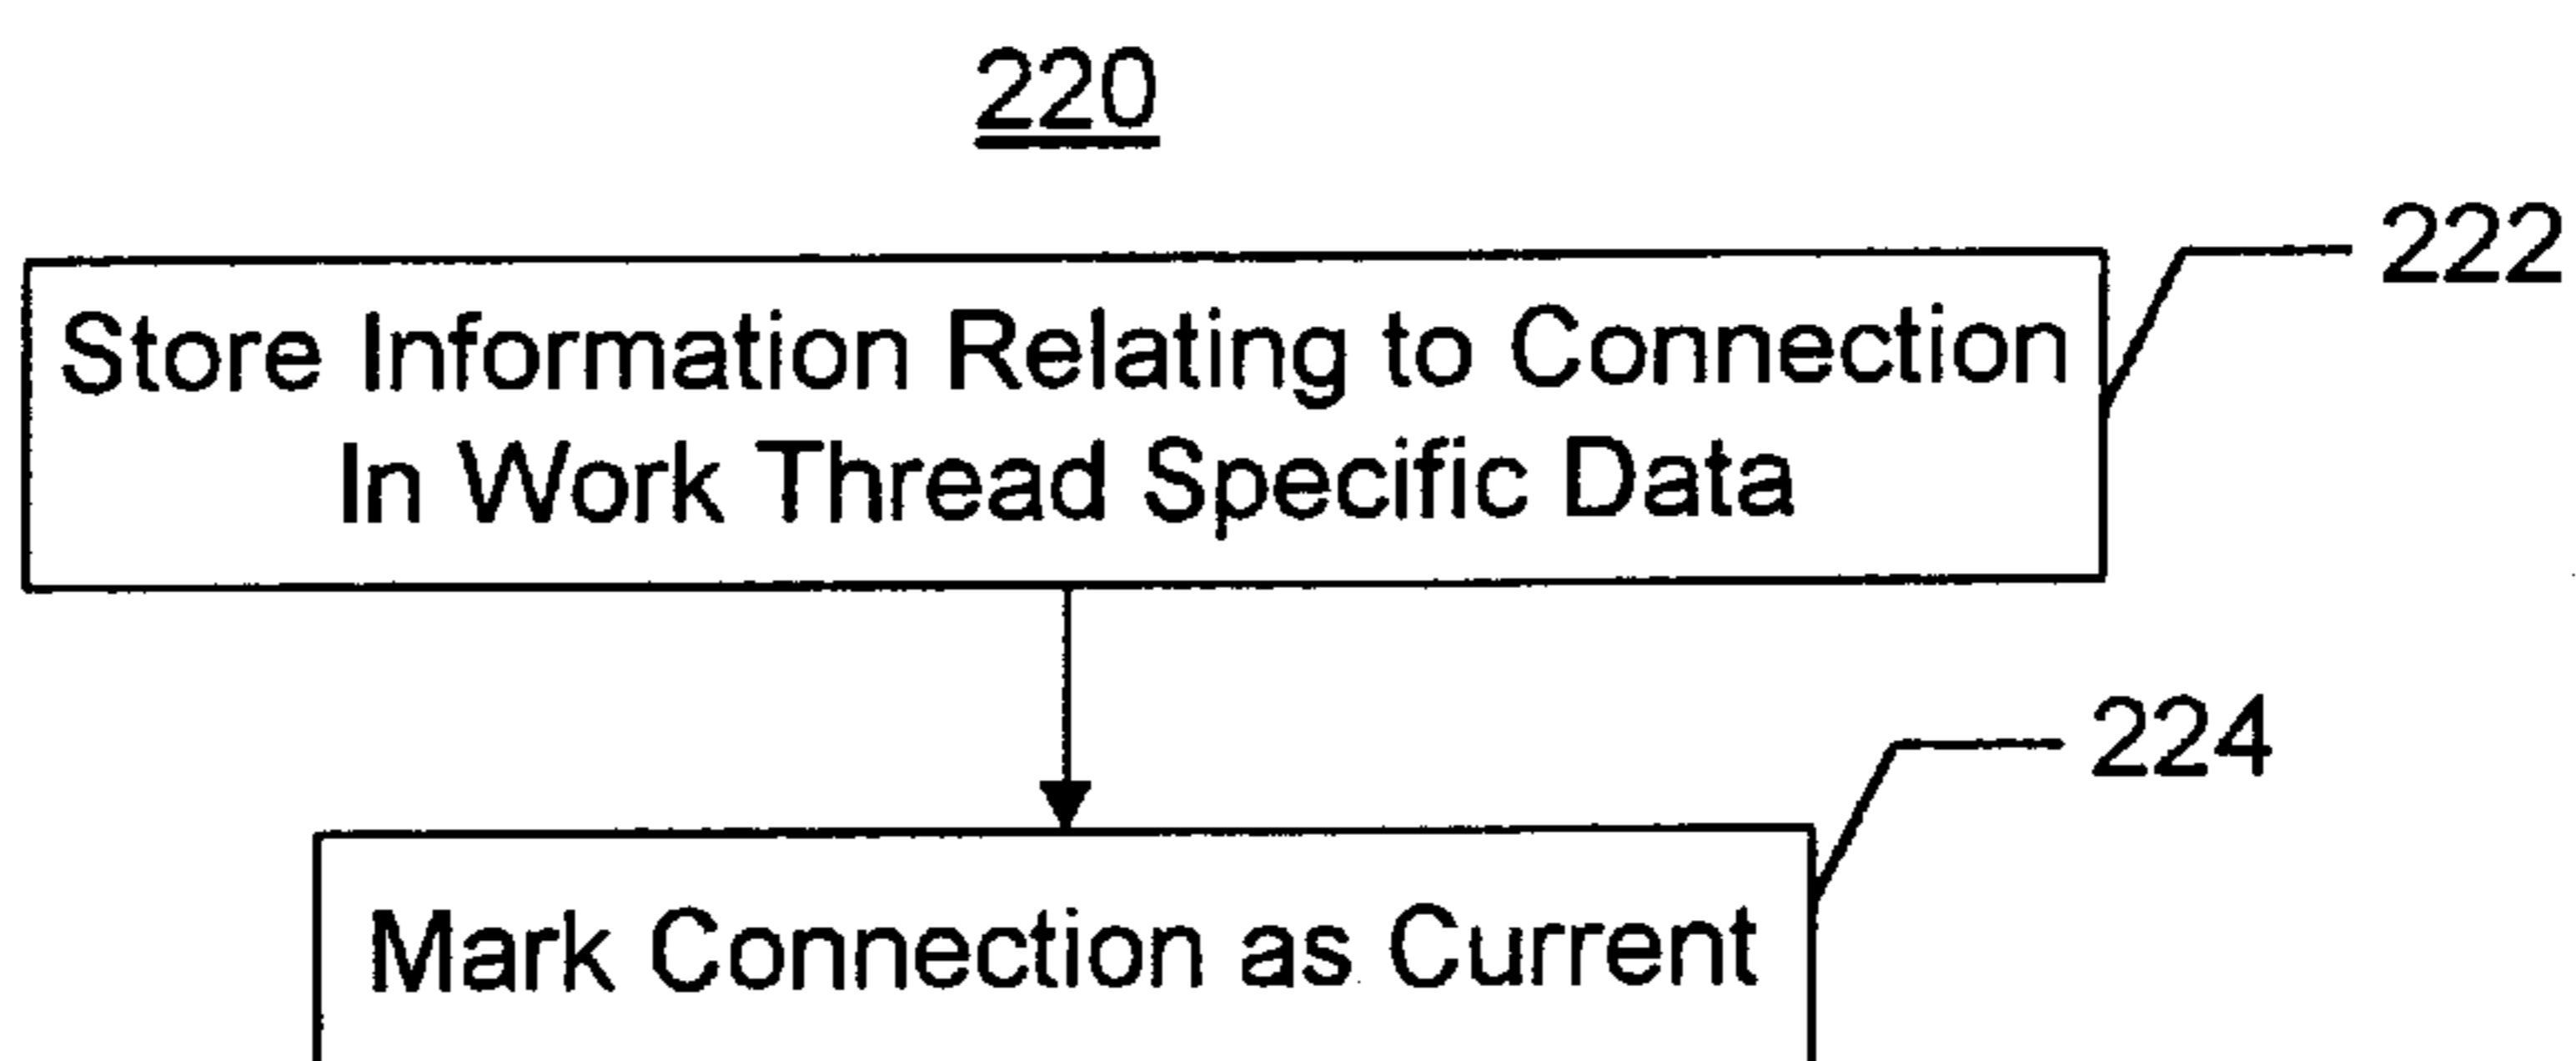 220
222
Store Information Relating to Connection
In Work Thread Specific Data
224
Mark Connection as Current